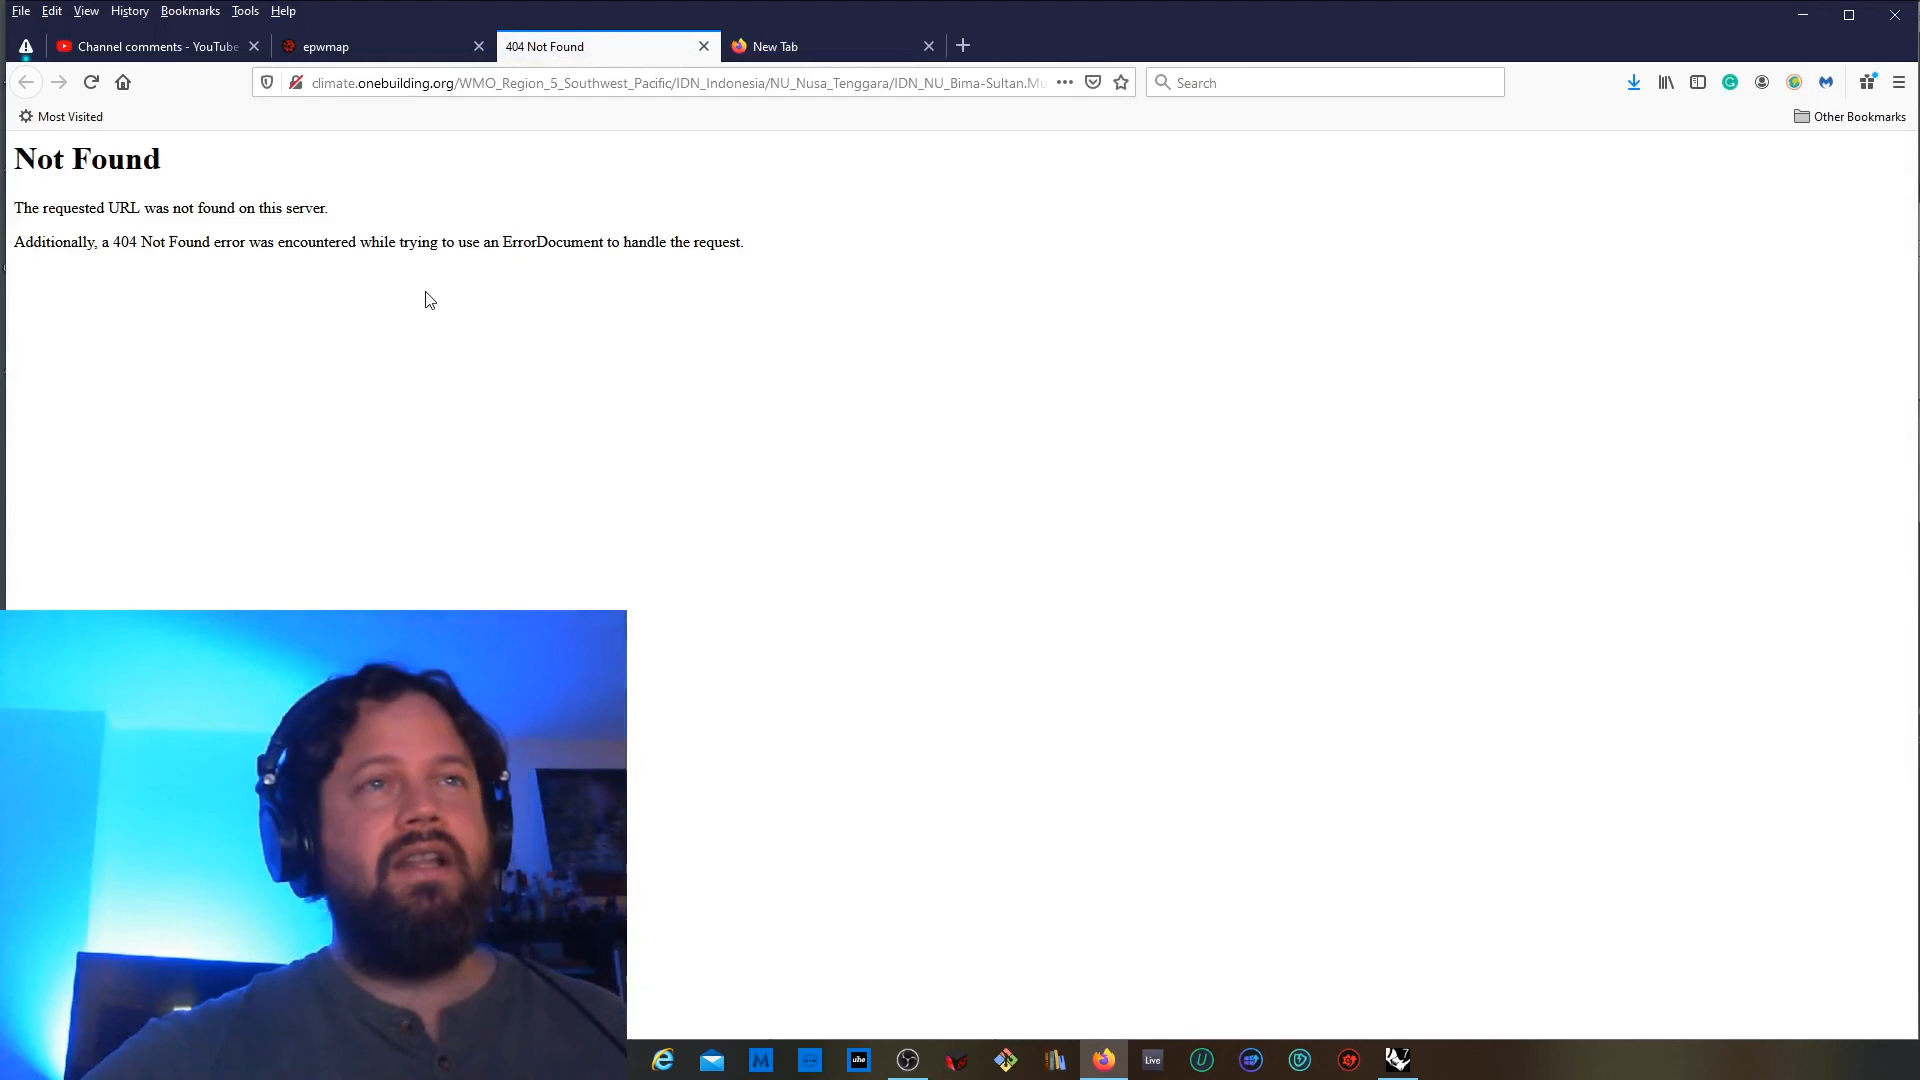 File Edit View History Bookmarks Tools Help
Channel comments - YouTube
epwmap
404 Not Found
New Tab
climate.onebuilding.org/WMO_Region_5_Southwest_Pacific/IDN_Indonesia/NU_Nusa_Tenggara/IDN_NU_Bima-Sultan.Mu
Search
Most Visited
Other Bookmarks
Not Found
The requested URL was not found on this server.
Additionally, a 404 Not Found error was encountered while trying to use an ErrorDocument to handle the request.
uhe
Live
7